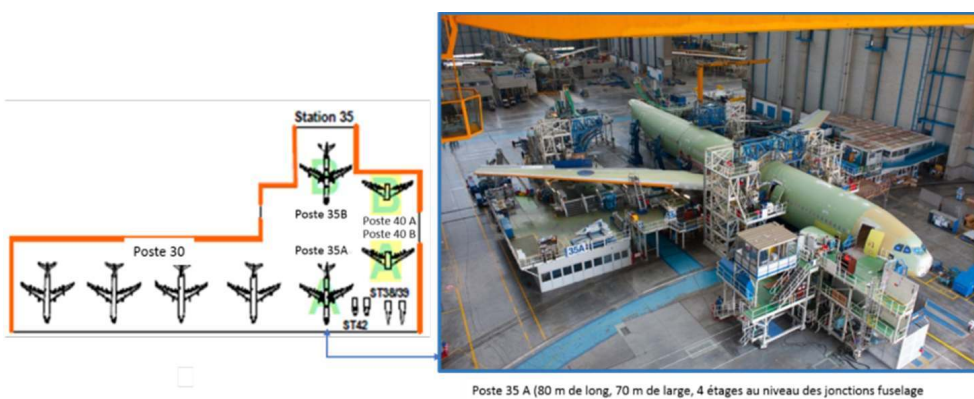 Station 35
B
B
Poste 35B
Poste 40 A
Poste 40 B
Poste 30
Poste 35A
A
A
ST38/39
ST42
35A
Poste 35 A (80 m de long, 70 m de large, 4 étages au niveau des jonctions fuselage